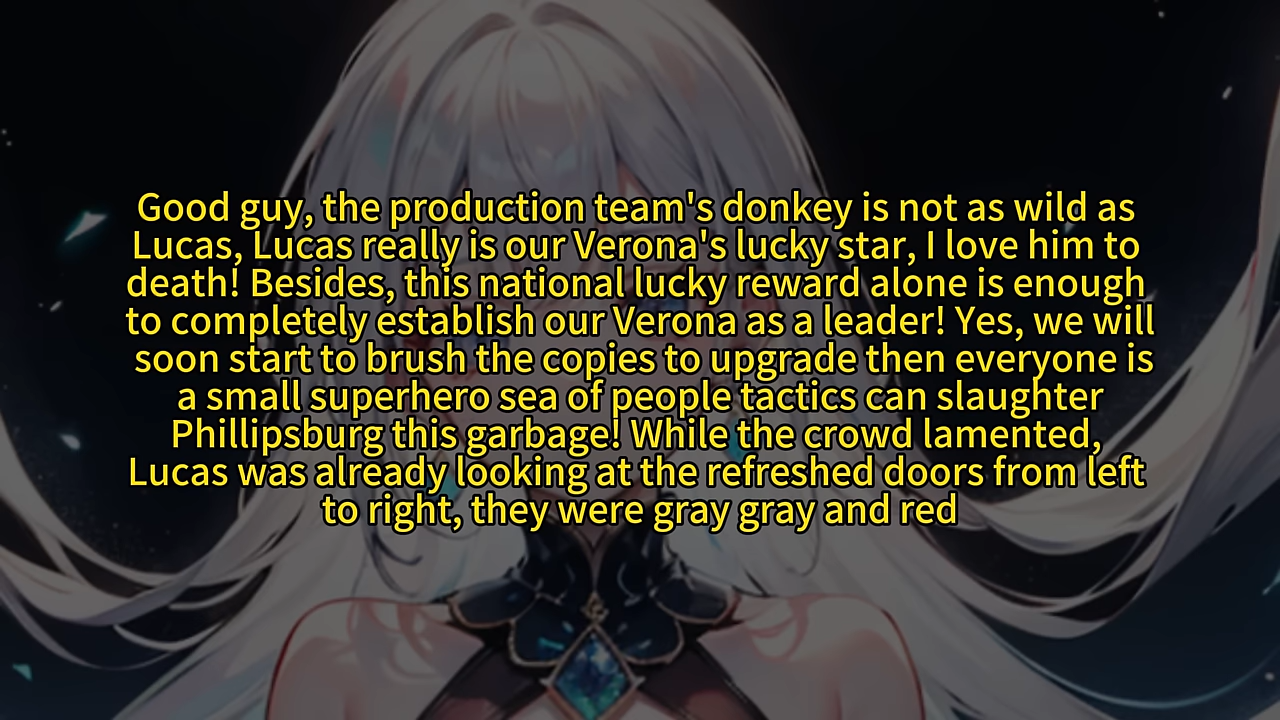 Good guy, the production team's donkey is not as wild as
Lucas, Lucas really is our Verona's lucky star, I love him to
death! Besides, this national lucky reward alone is enough
to completely establish our Verona as a leader! Yes, we will
soon start to brush the copies to upgrade then everyone is
a small superhero sea of people tactics can slaughter
Phillipsburg this garbage! While the crowd lamented,
Lucas was already looking at the refreshed doors from left
to right, they were gray gray and red